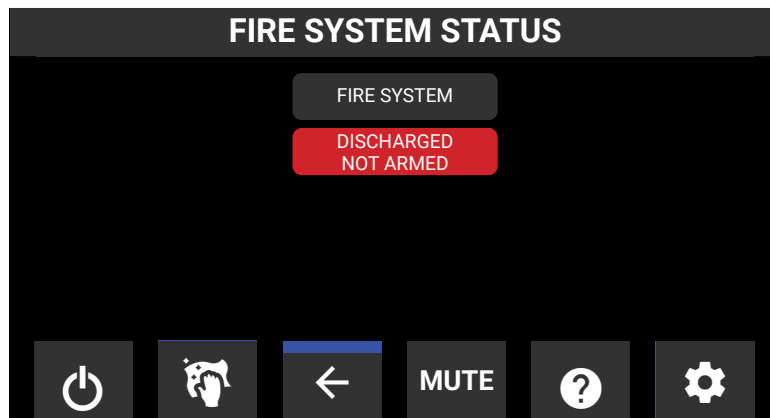 FIRE SYSTEM STATUS
FIRE SYSTEM
DISCHARGED
NOT ARMED
MUTE
?